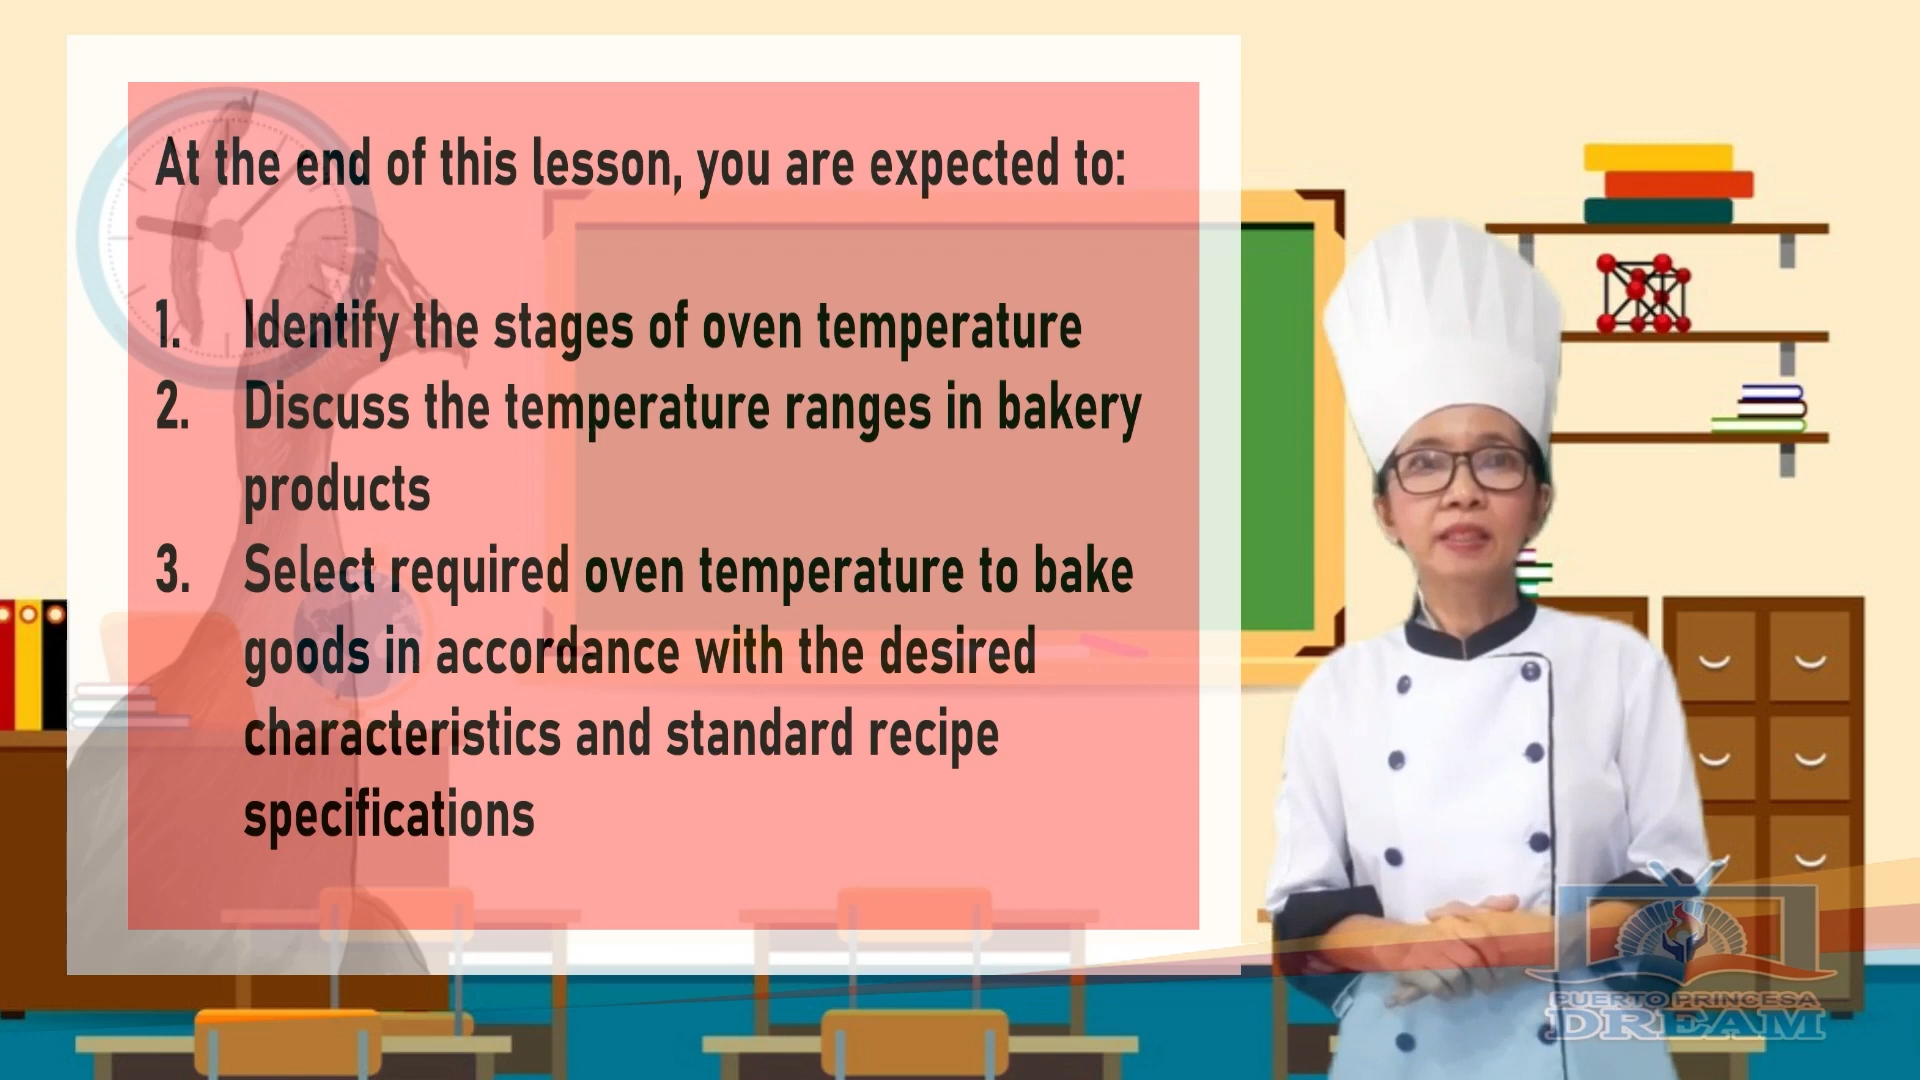 At the end of this lesson, you are expected to:
1. Identify the stages of oven temperature
2. Discuss the temperature ranges in bakery
products
3. Select required oven temperature to bake
goods in accordance with the desired
characteristics and standard recipe
specifications
PUERTO PRINCESA
DREAM